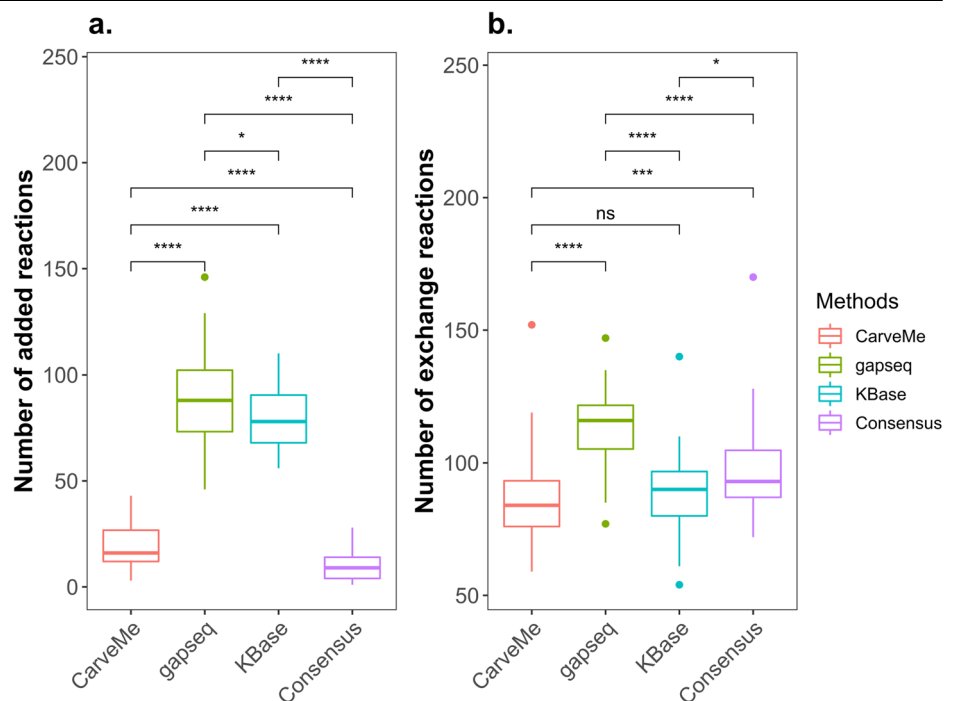 a.
Number of added reactions
250
200
150
100
50
0
****
****
*
****
****
****
CarveMe
gapseq
KBase
Consensus
b.
Number of exchange reactions
250
200
150
100
50
*
****
****
***
ns
****
CarveMe
gapseq
KBase
Consensus
Methods
CarveMe
gapseq
KBase
Consensus